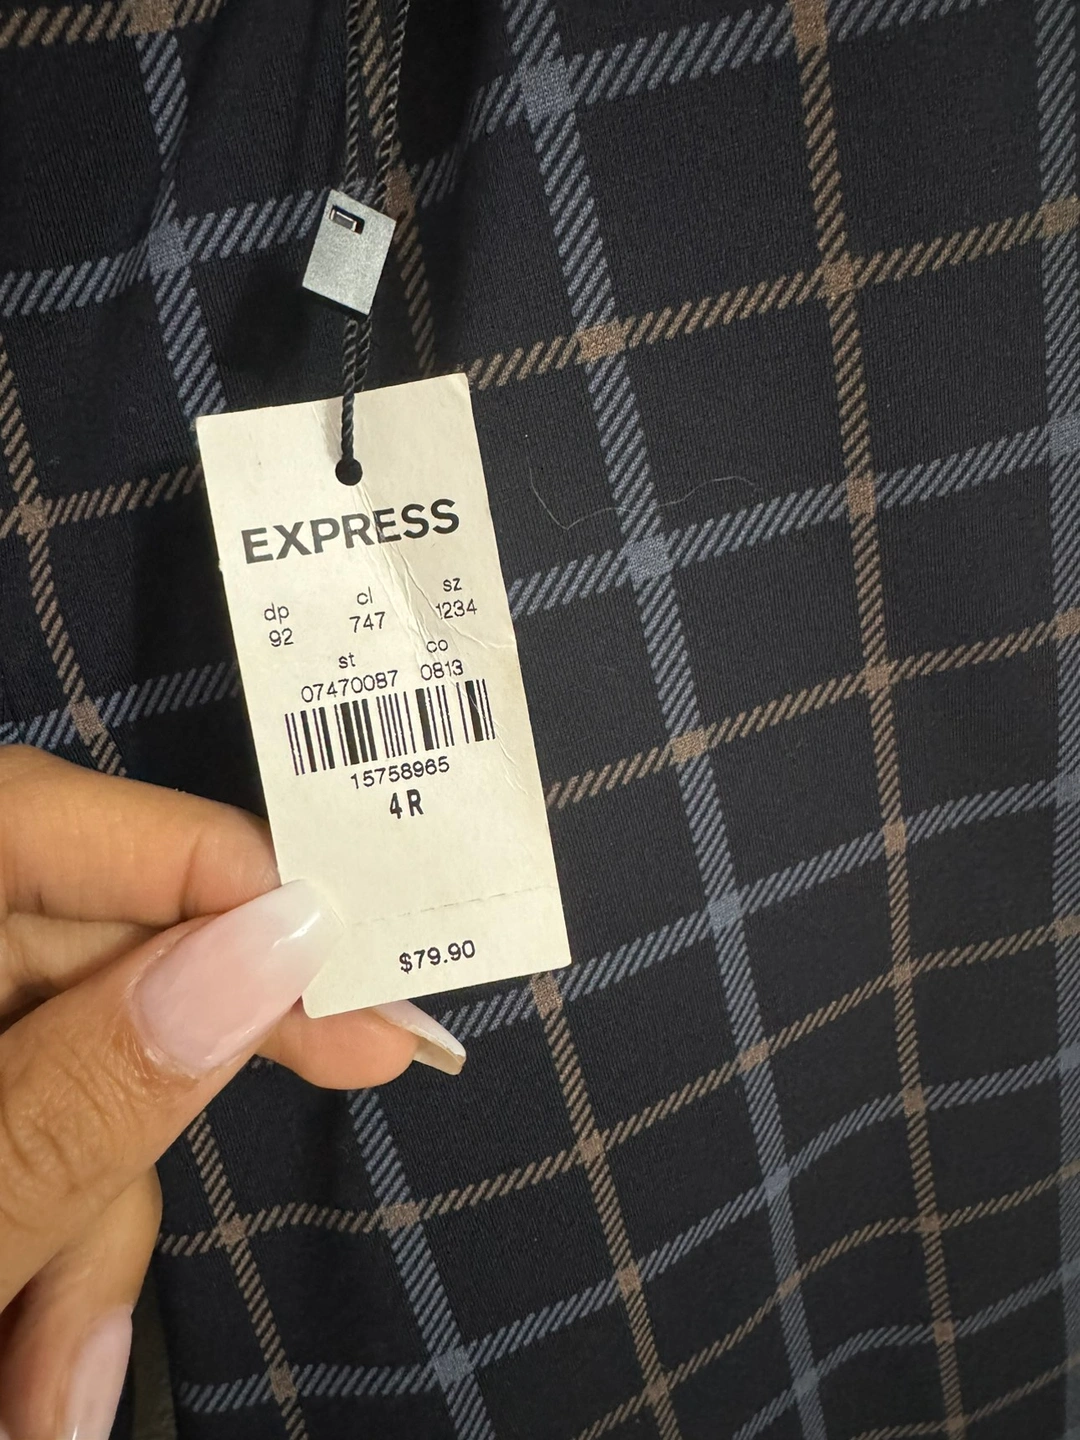 EXPRESS
dp cl sz
92 747 1234
st co
07470087 0813
15758965
4R
$79.90